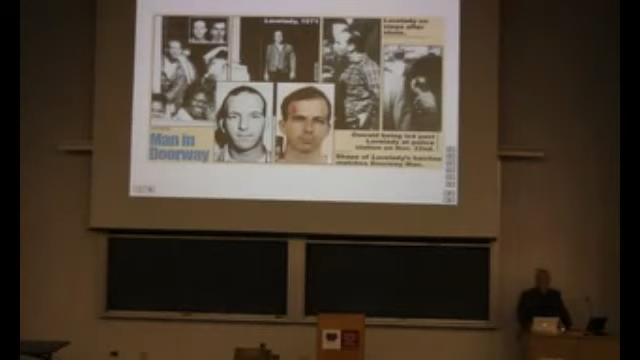 Lovelady, 1971
Lovelady on
steps after
shots.
Man in
Doorway
Oswald being led past
Lovelady at police
station on Nov. 22nd.
Shape of Lovelady's hairline
matches Doorway Man.